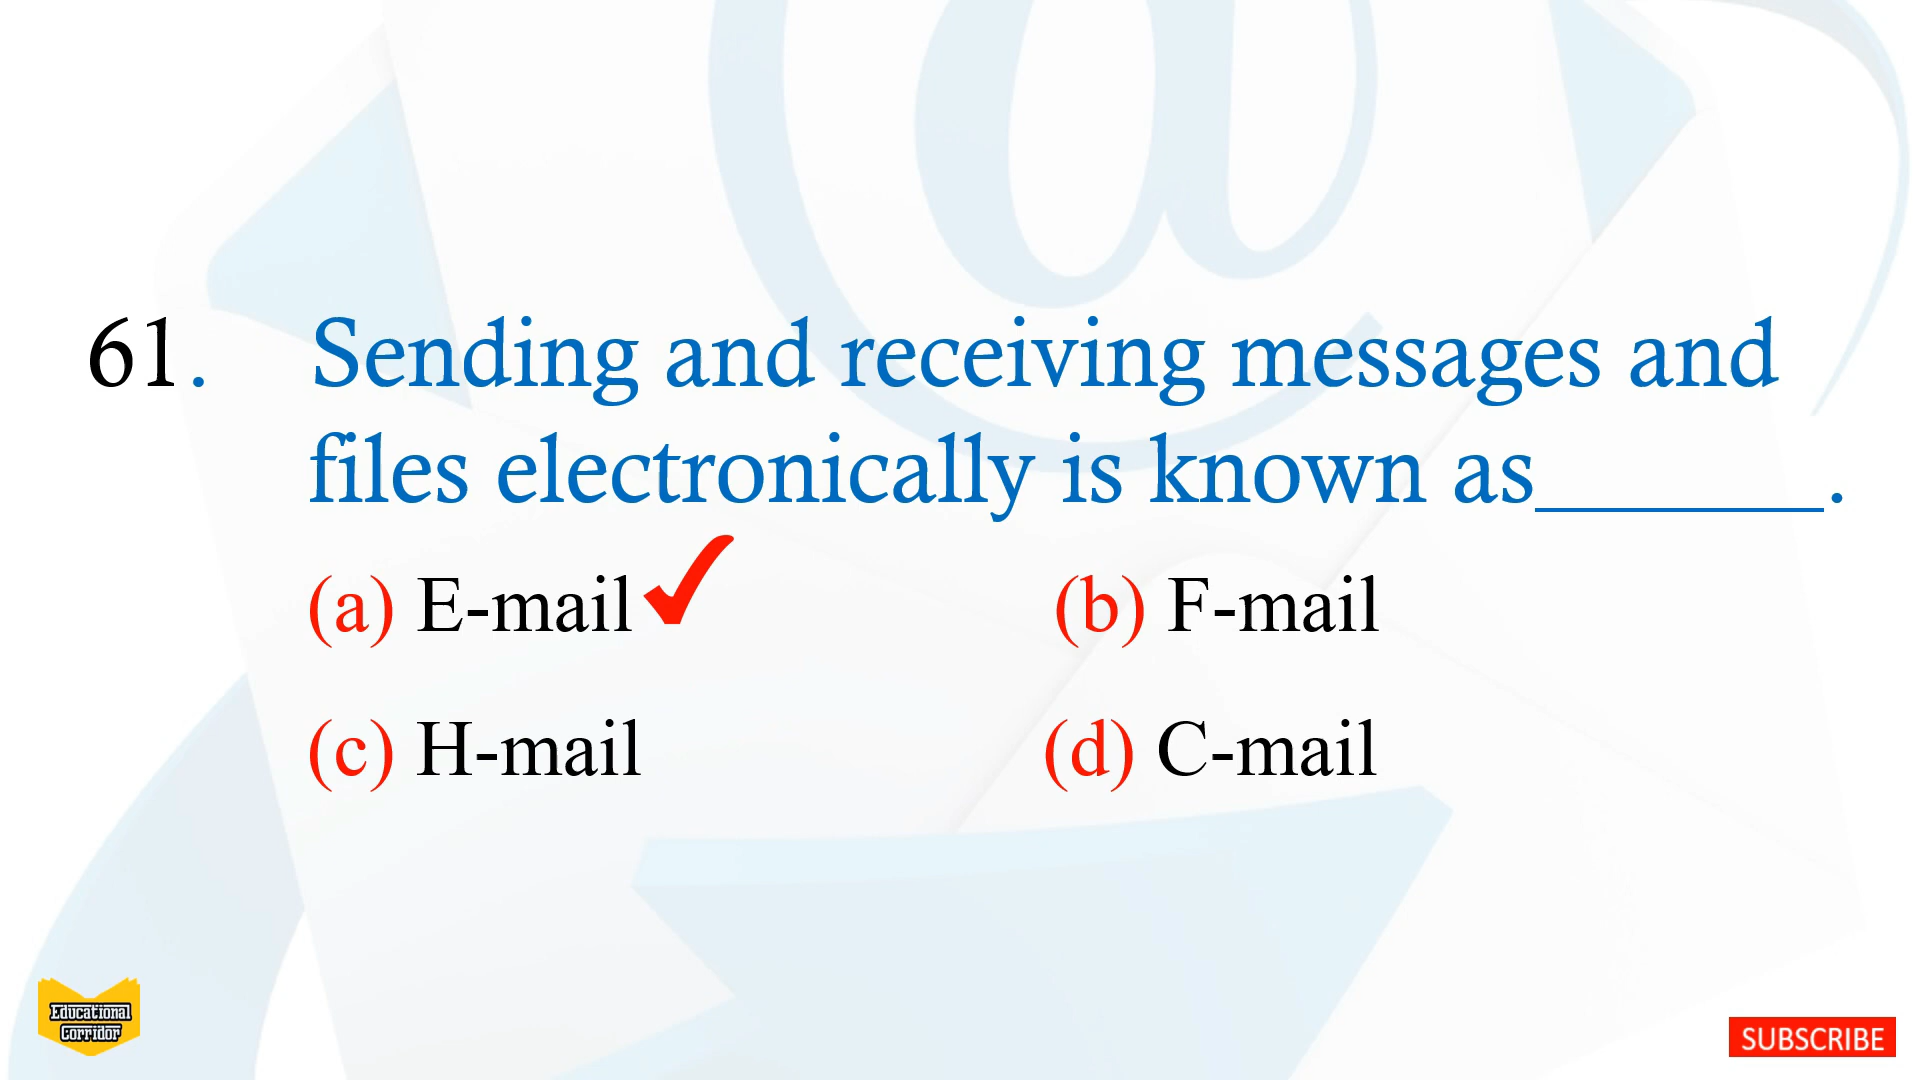 61. Sending and receiving messages and
files electronically is known as______.
(a) E-mail (b) F-mail
(c) H-mail (d) C-mail
Educational
Corridor
SUBSCRIBE